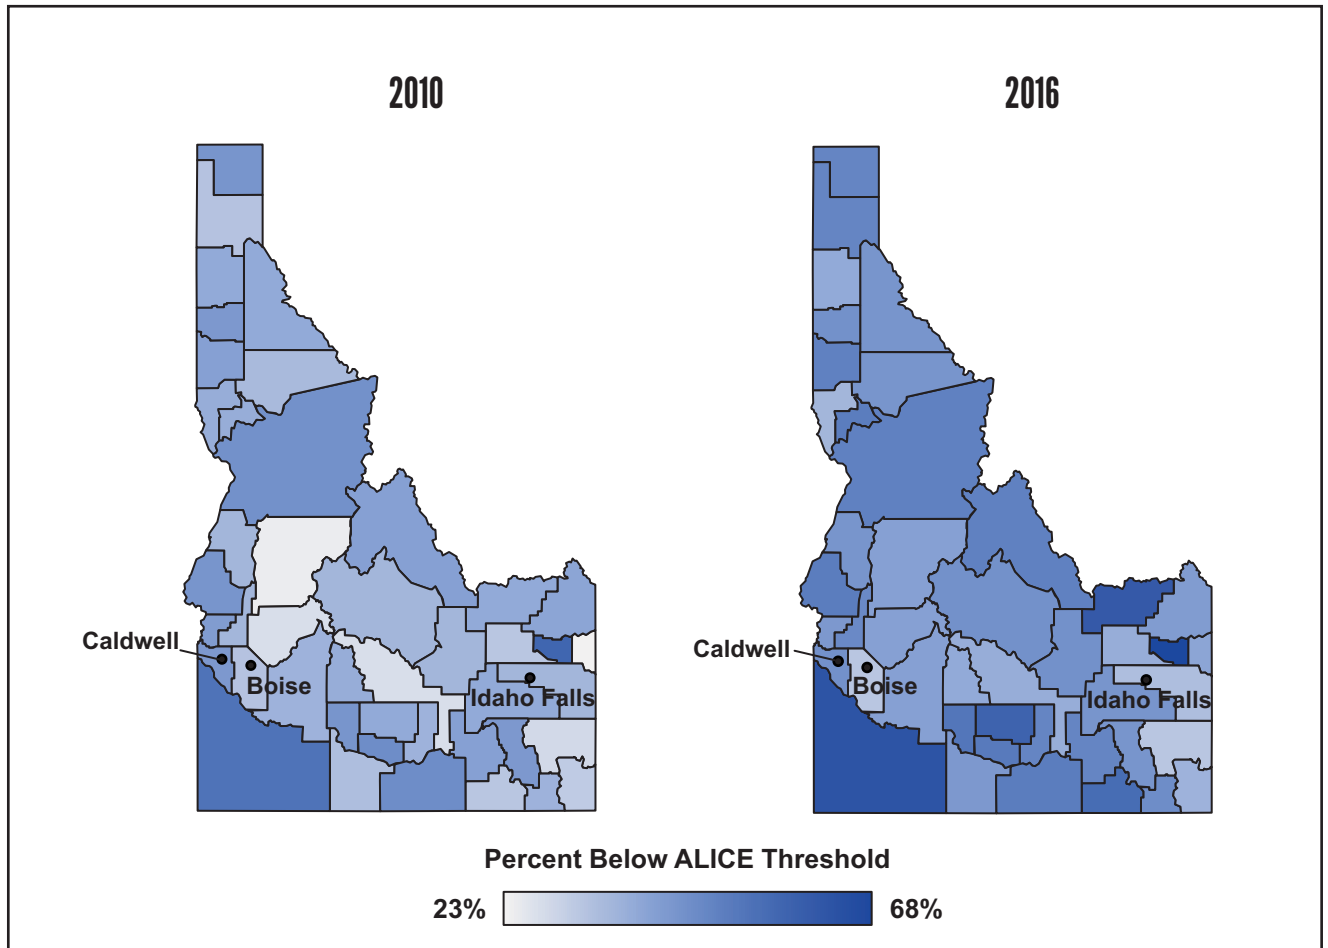 2010
2016
Caldwell
Boise
Idaho Falls
Caldwell
Boise
Idaho Falls
Percent Below ALICE Threshold
23%
68%